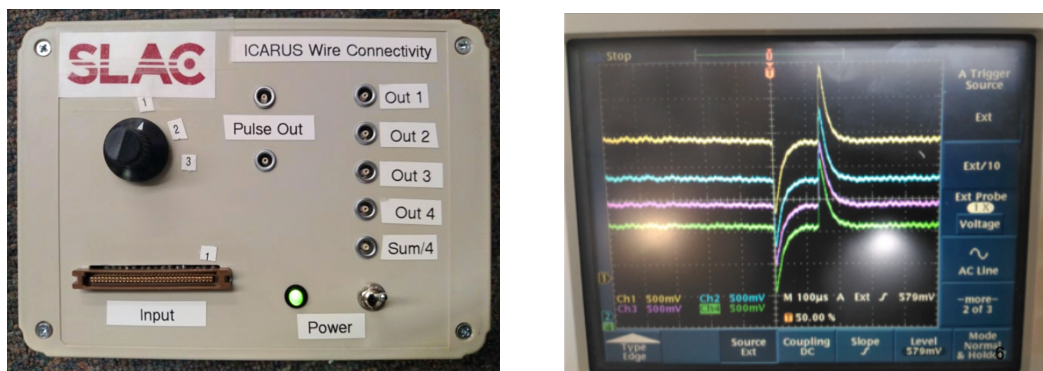 SLAC
ICARUS Wire Connectivity
1
2
3
Pulse Out
Out 1
Out 2
Out 3
Out 4
Sum/4
1
Input
Power
Stop
A Trigger
Source
Ext
Ext/10
Ext Probe
1X
Voltage
AC Line
-more-
2 of 3
Ch1 500mV Ch2 500mV M 100µs A Ext 579mV
Ch3 500mV Ch4 500mV
50.00 %
Type
Edge
Source
Ext
Coupling
DC
Slope
Level
579mV
Mode
Normal
& Holdoff
6